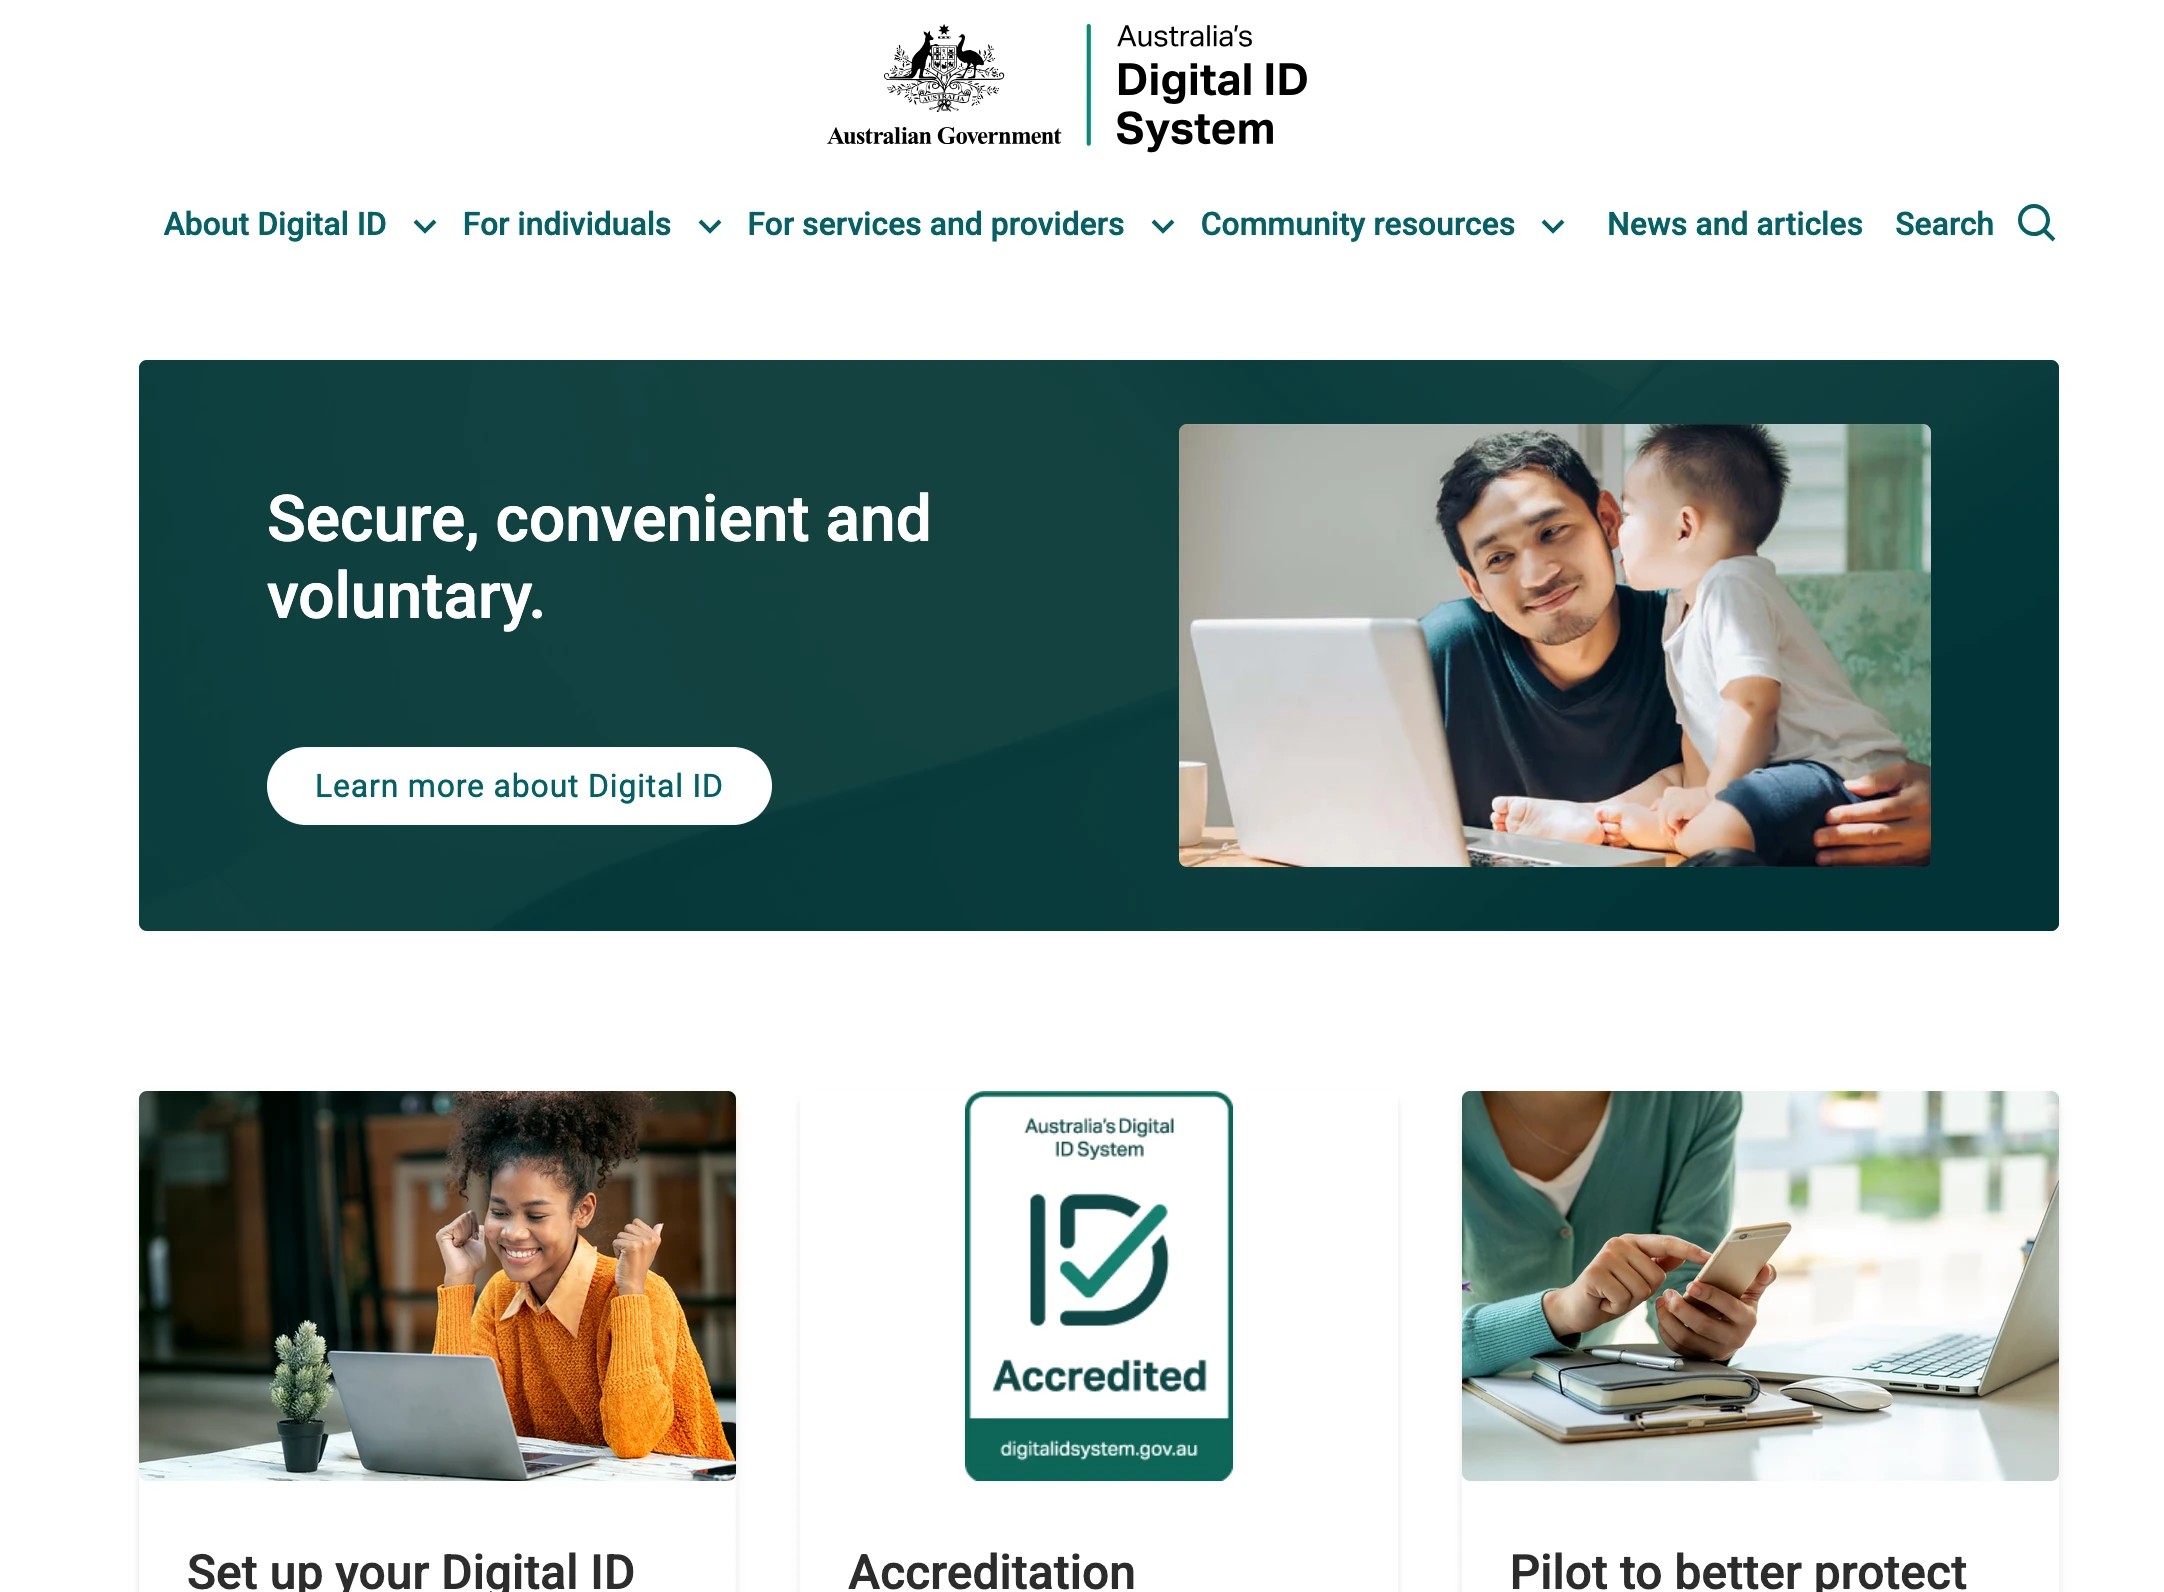 AUSTRALIA
Australian Government
Australia's
Digital ID
System
About Digital ID For individuals For services and providers Community resources News and articles Search
Secure, convenient and
voluntary.
Learn more about Digital ID
Australia's Digital
ID System
ID
Accredited
digitalidsystem.gov.au
Set up your Digital ID
Accreditation
Pilot to better protect